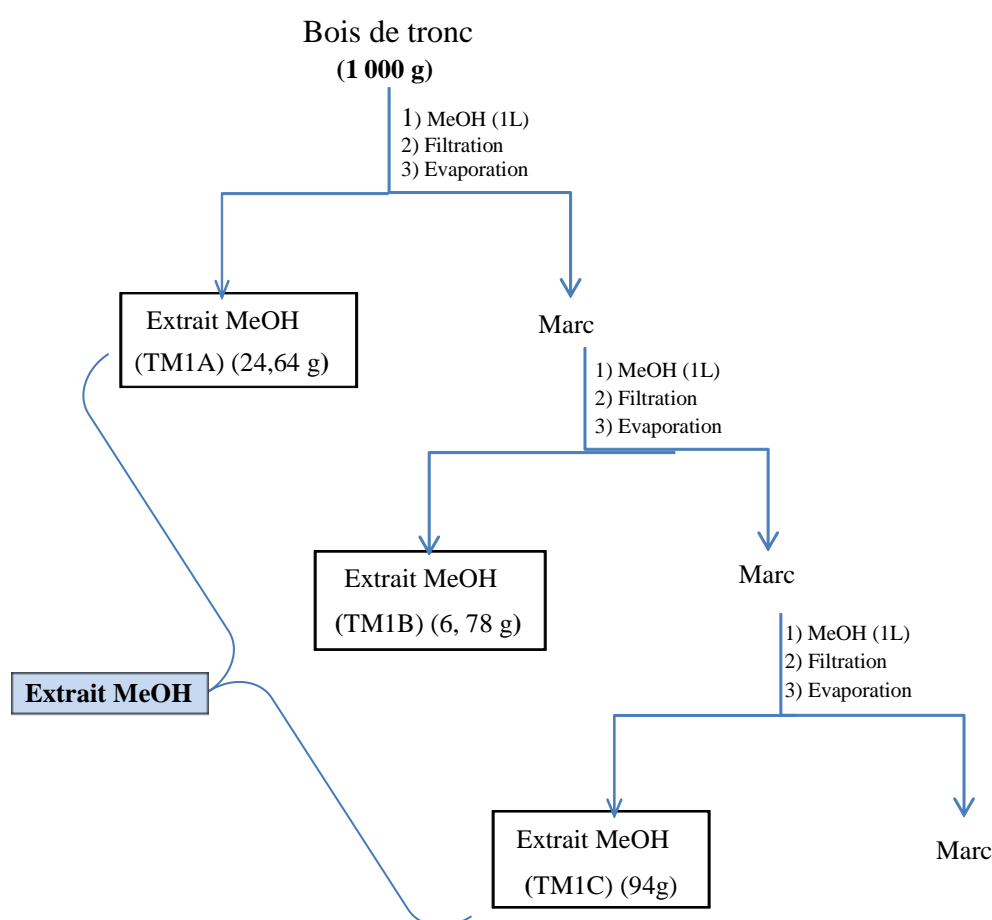 Bois de tronc
(1 000 g)
1) MeOH (1L)
2) Filtration
3) Evaporation
Extrait MeOH
(TM1A) (24,64 g)
Marc
1) MeOH (1L)
2) Filtration
3) Evaporation
Extrait MeOH
(TM1B) (6, 78 g)
Marc
1) MeOH (1L)
2) Filtration
3) Evaporation
Extrait MeOH
Extrait MeOH
(TM1C) (94g)
Marc